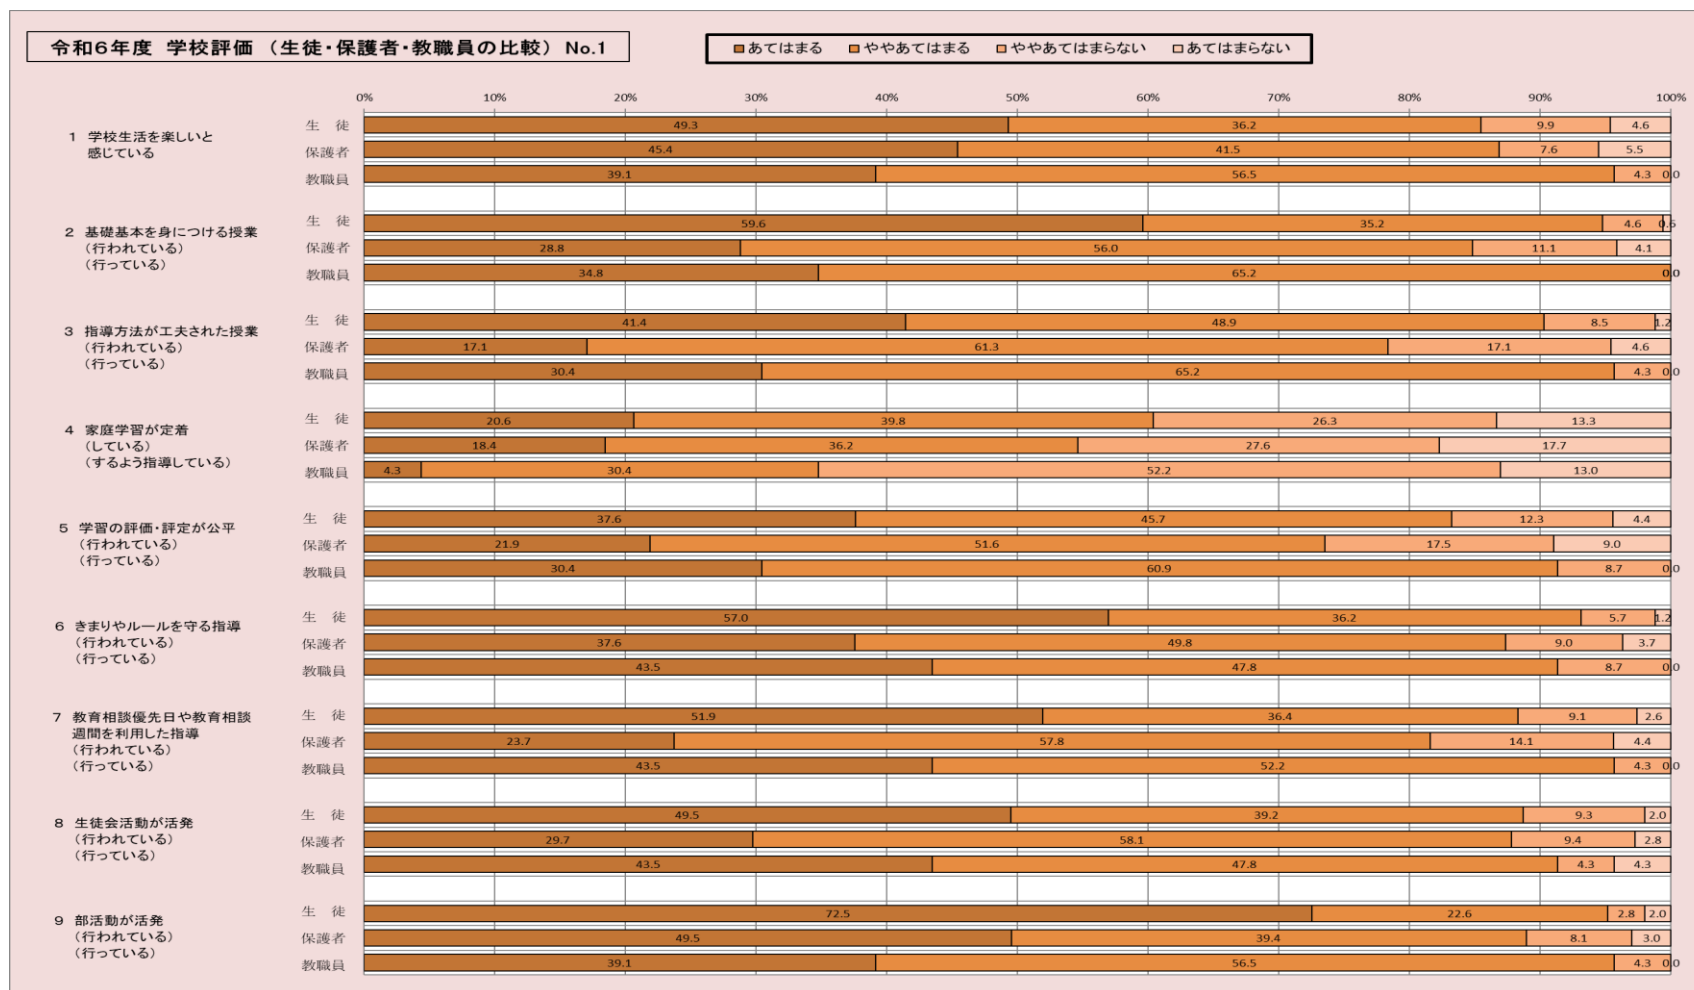 令和6年度 学校評価 （生徒・保護者・教職員の比較） No.1
■あてはまる ■ややあてはまる ■ややあてはまらない □あてはまらない
0% 10% 20% 30% 40% 50% 60% 70% 80% 90% 100%
1 学校生活を楽しいと
感じている
生 徒 49.3 36.2 9.9 4.6
保護者 45.4 41.5 7.6 5.5
教職員 39.1 56.5 4.3 0.0
2 基礎基本を身につける授業
（行われている）
（行っている）
生 徒 59.6 35.2 4.6 0.6
保護者 28.8 56.0 11.1 4.1
教職員 34.8 65.2 0.0
3 指導方法が工夫された授業
（行われている）
（行っている）
生 徒 41.4 48.9 8.5 1.2
保護者 17.1 61.3 17.1 4.6
教職員 30.4 65.2 4.3 0.0
4 家庭学習が定着
（している）
（するよう指導している）
生 徒 20.6 39.8 26.3 13.3
保護者 18.4 36.2 27.6 17.7
教職員 4.3 30.4 52.2 13.0
5 学習の評価・評定が公平
（行われている）
（行っている）
生 徒 37.6 45.7 12.3 4.4
保護者 21.9 51.6 17.5 9.0
教職員 30.4 60.9 8.7 0.0
6 きまりやルールを守る指導
（行われている）
（行っている）
生 徒 57.0 36.2 5.7 1.2
保護者 37.6 49.8 9.0 3.7
教職員 43.5 47.8 8.7 0.0
7 教育相談優先日や教育相談
週間を利用した指導
（行われている）
（行っている）
生 徒 51.9 36.4 9.1 2.6
保護者 23.7 57.8 14.1 4.4
教職員 43.5 52.2 4.3 0.0
8 生徒会活動が活発
（行われている）
（行っている）
生 徒 49.5 39.2 9.3 2.0
保護者 29.7 58.1 9.4 2.8
教職員 43.5 47.8 4.3 4.3
9 部活動が活発
（行われている）
（行っている）
生 徒 72.5 22.6 2.8 2.0
保護者 49.5 39.4 8.1 3.0
教職員 39.1 56.5 4.3 0.0